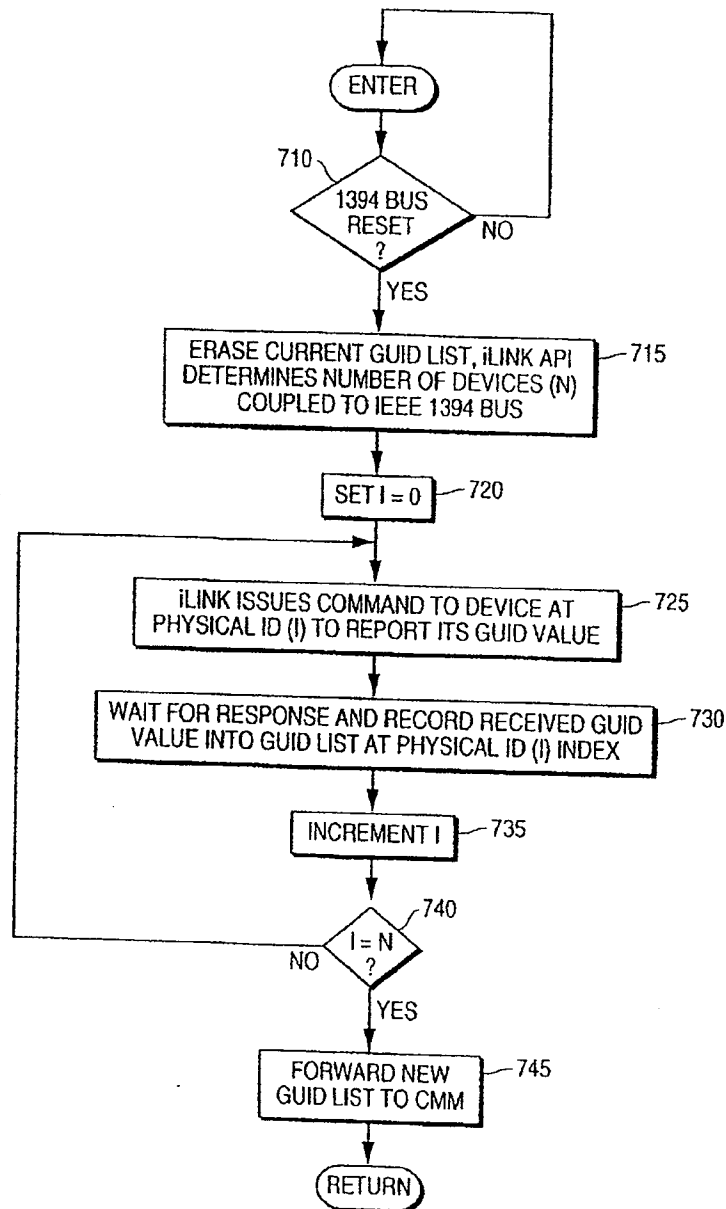 ENTER
710
1394 BUS
RESET
?
NO
YES
ERASE CURRENT GUID LIST, iLINK API
DETERMINES NUMBER OF DEVICES (N)
COUPLED TO IEEE 1394 BUS
715
SET I = 0
720
iLINK ISSUES COMMAND TO DEVICE AT
PHYSICAL ID (I) TO REPORT ITS GUID VALUE
725
WAIT FOR RESPONSE AND RECORD RECEIVED GUID
VALUE INTO GUID LIST AT PHYSICAL ID (I) INDEX
730
INCREMENT I
735
740
I = N
?
NO
YES
FORWARD NEW
GUID LIST TO CMM
745
RETURN